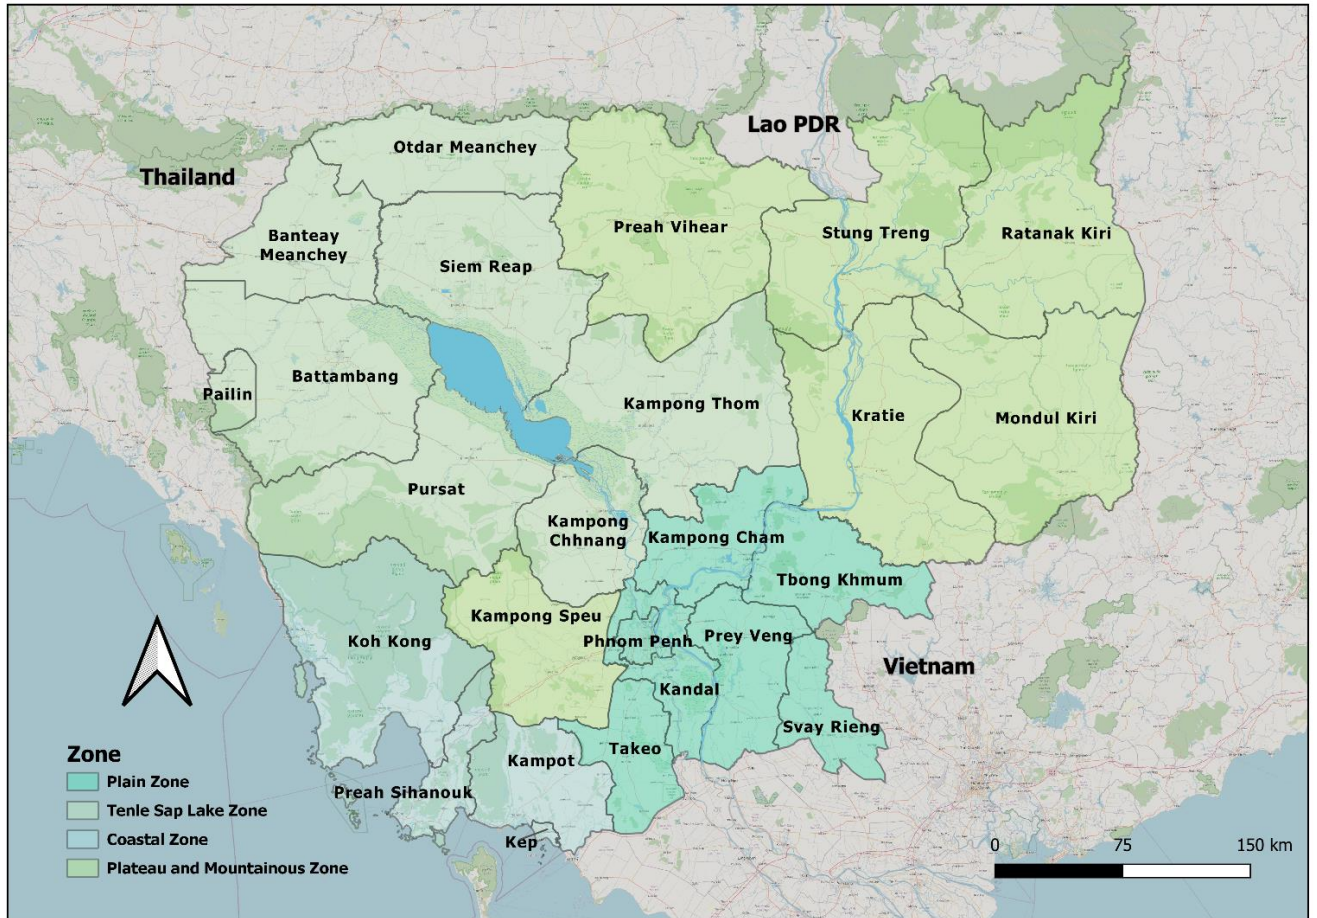 Otdar Meanchey
Lao PDR
Thailand
Preah Vihear
Stung Treng
Ratanak Kiri
Banteay
Meanchey
Siem Reap
Battambang
Pailin
Kampong Thom
Kratie
Mondul Kiri
Pursat
Kampong
Chhnang
Kampong Cham
Tbong Khmum
Kampong Speu
Phnom Penh
Prey Veng
Koh Kong
Vietnam
Kandal
Svay Rieng
Takeo
Kampot
Preah Sihanouk
Kep
Zone
Plain Zone
Tenle Sap Lake Zone
Coastal Zone
Plateau and Mountainous Zone
0 75 150 km